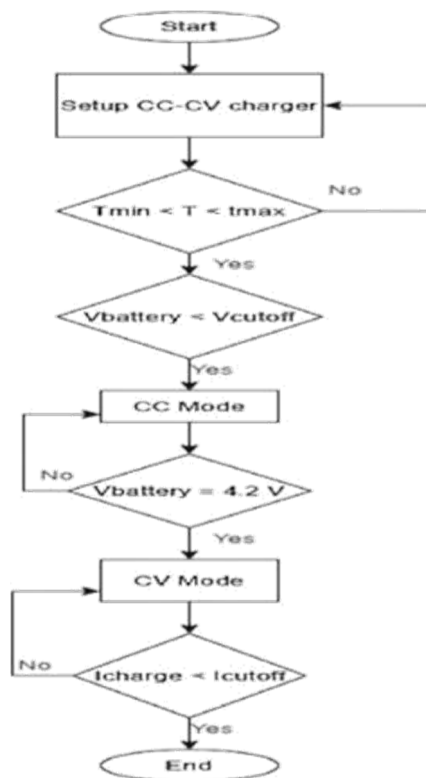 Start
Setup CC-CV charger
Tmin < T < tmax
No
Yes
Vbattery < Vcutoff
Yes
CC Mode
No
Vbattery = 4.2 V
Yes
CV Mode
No
Icharge < Icutoff
Yes
End